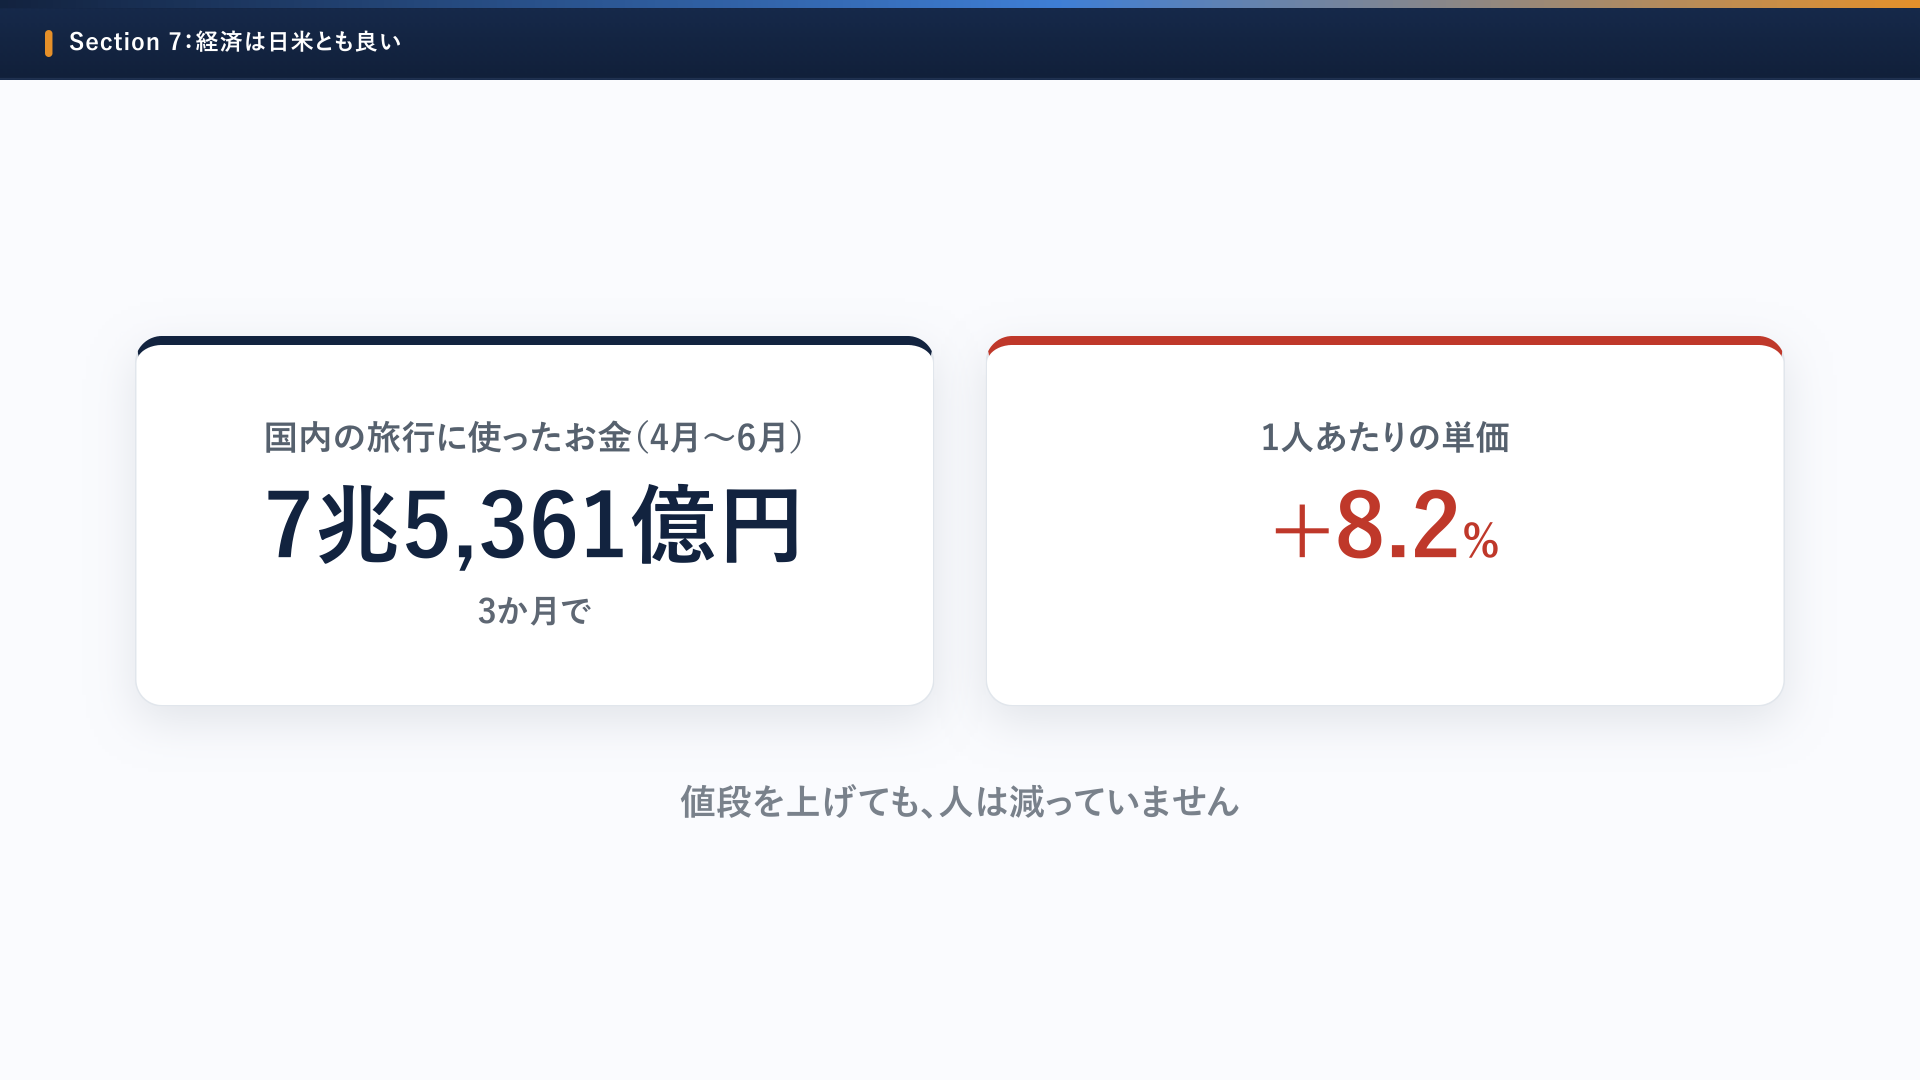 Section 7：経済は日米とも良い
国内の旅行に使ったお金（4月〜6月）
7兆5,361億円
3か月で
1人あたりの単価
＋8.2%
値段を上げても、人は減っていません